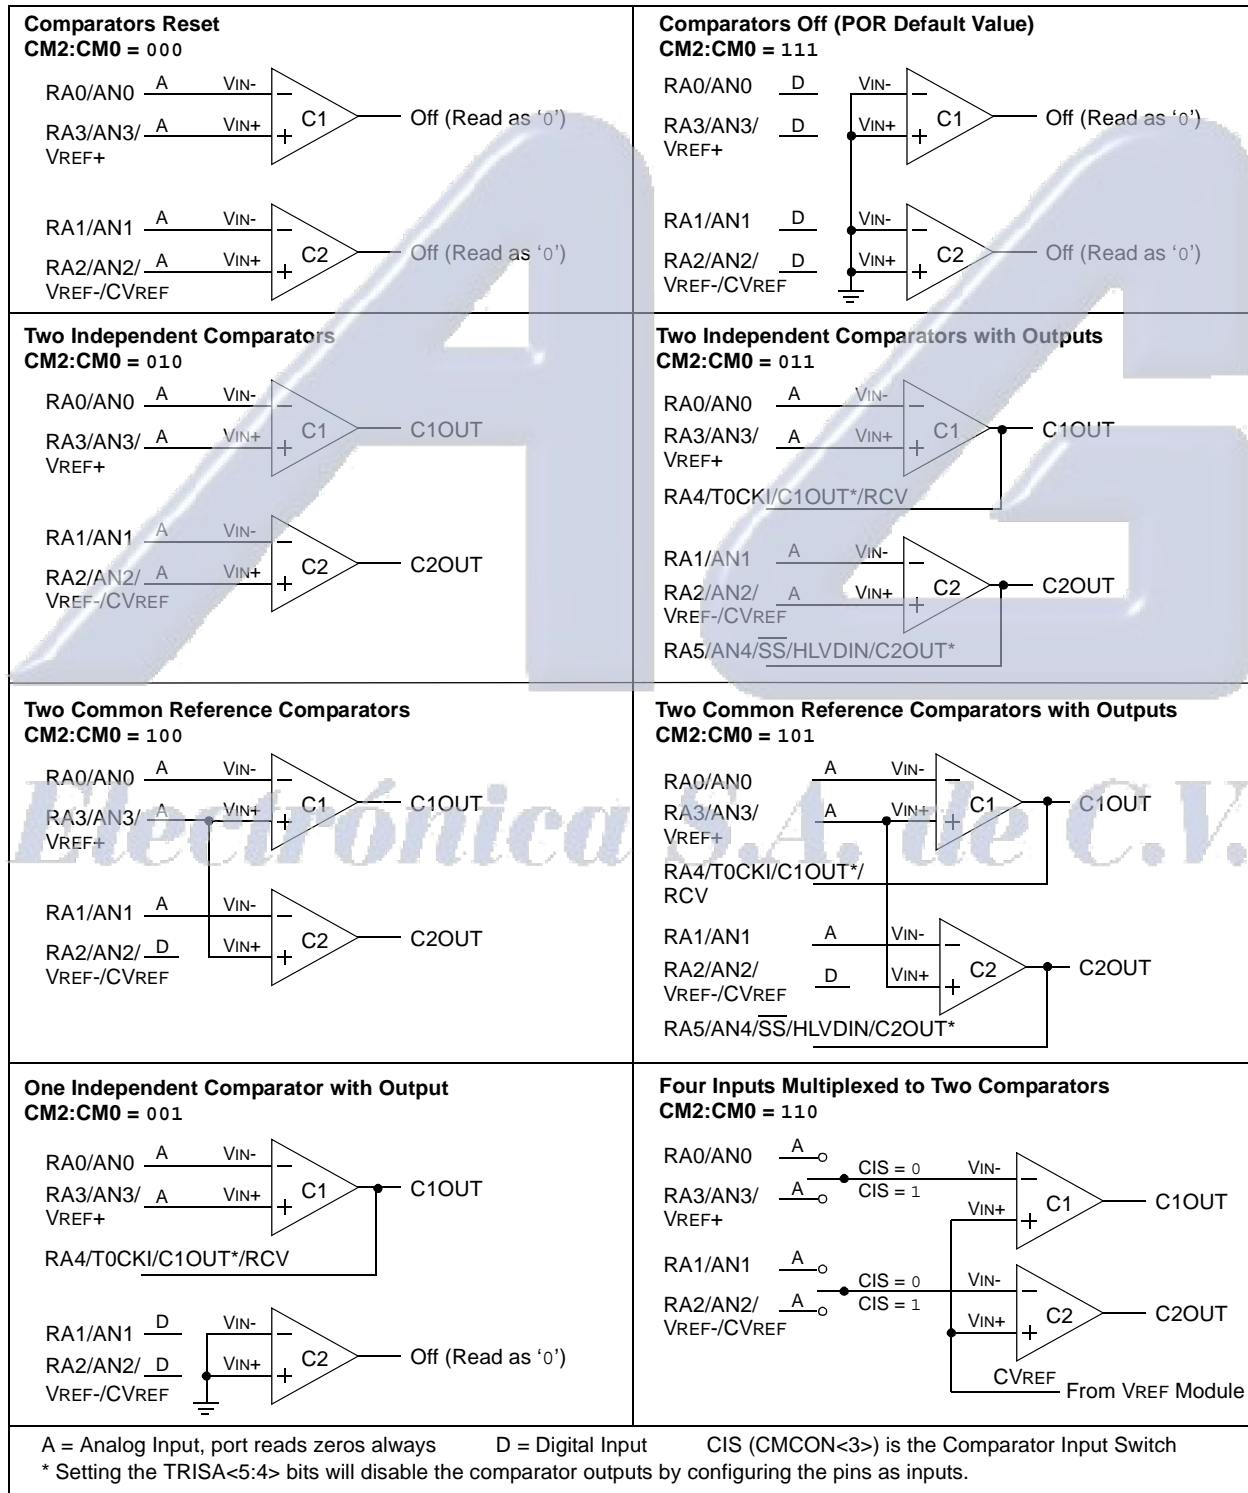 Comparators Reset
CM2:CM0 = 000
RA0/AN0 A VIN-
C1 Off (Read as ‘0’)
RA3/AN3/ A VIN+
VREF+
RA1/AN1 A VIN-
C2 Off (Read as ‘0’)
RA2/AN2/ A VIN+
VREF-/CVREF
Comparators Off (POR Default Value)
CM2:CM0 = 111
RA0/AN0 D VIN-
C1 Off (Read as ‘0’)
RA3/AN3/ D VIN+
VREF+
RA1/AN1 D VIN-
C2 Off (Read as ‘0’)
RA2/AN2/ D VIN+
VREF-/CVREF
Two Independent Comparators
CM2:CM0 = 010
RA0/AN0 A VIN-
C1 C1OUT
RA3/AN3/ A VIN+
VREF+
RA1/AN1 A VIN-
C2 C2OUT
RA2/AN2/ A VIN+
VREF-/CVREF
Two Independent Comparators with Outputs
CM2:CM0 = 011
RA0/AN0 A VIN-
C1 C1OUT
RA3/AN3/ A VIN+
VREF+
RA4/T0CKI/C1OUT*/RCV
RA1/AN1 A VIN-
C2 C2OUT
RA2/AN2/ A VIN+
VREF-/CVREF
RA5/AN4/SS/HLVDIN/C2OUT*
Two Common Reference Comparators
CM2:CM0 = 100
RA0/AN0 A VIN-
C1 C1OUT
RA3/AN3/ A VIN+
VREF+
RA1/AN1 A VIN-
C2 C2OUT
RA2/AN2/ D VIN+
VREF-/CVREF
Two Common Reference Comparators with Outputs
CM2:CM0 = 101
RA0/AN0 A VIN-
C1 C1OUT
RA3/AN3/ A VIN+
VREF+
RA4/T0CKI/C1OUT*/
RCV
RA1/AN1 A VIN-
C2 C2OUT
RA2/AN2/ D VIN+
VREF-/CVREF
RA5/AN4/SS/HLVDIN/C2OUT*
One Independent Comparator with Output
CM2:CM0 = 001
RA0/AN0 A VIN-
C1 C1OUT
RA3/AN3/ A VIN+
VREF+
RA4/T0CKI/C1OUT*/RCV
RA1/AN1 D VIN-
C2 Off (Read as ‘0’)
RA2/AN2/ D VIN+
VREF-/CVREF
Four Inputs Multiplexed to Two Comparators
CM2:CM0 = 110
RA0/AN0 A
CIS = 0 VIN-
RA3/AN3/ A CIS = 1
VREF+ VIN+ C1 C1OUT
RA1/AN1 A
CIS = 0 VIN-
RA2/AN2/ A CIS = 1
VREF-/CVREF VIN+ C2 C2OUT
CVREF
From VREF Module
A = Analog Input, port reads zeros always D = Digital Input CIS (CMCON<3>) is the Comparator Input Switch
* Setting the TRISA<5:4> bits will disable the comparator outputs by configuring the pins as inputs.
AG
Electrónica S.A. de C.V.